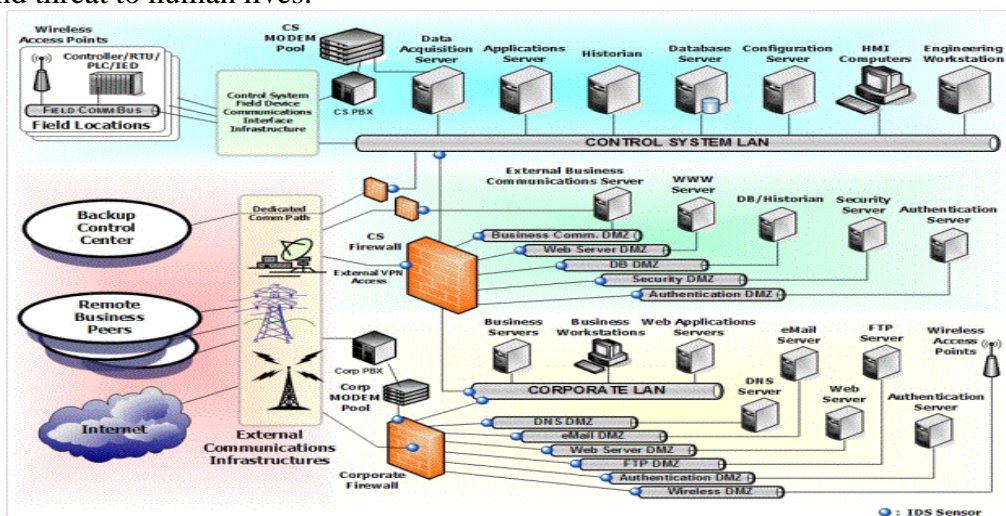 and threat to human lives.
Wireless
Access Points
Controller/RTU/
PLC/IED
FIELD COMM BUS
Field Locations
Control System
Field Device
Communications
Interface
Infrastructure
CS
MODEM
Pool
CS PBX
Data
Acquisition
Server
Applications
Server
Historian
Database
Server
Configuration
Server
HMI
Computers
Engineering
Workstation
CONTROL SYSTEM LAN
Backup
Control
Center
Dedicated
Comm Path
CS
Firewall
External VPN
Access
External Business
Communications Server
WWW
Server
DB/Historian
Security
Server
Authentication
Server
Business Comm. DMZ
Web Server DMZ
DB DMZ
Security DMZ
Authentication DMZ
Remote
Business
Peers
Internet
External
Communications
Infrastructures
Corp PBX
Corp
MODEM
Pool
Corporate
Firewall
Business
Servers
Business
Workstations
Web Applications
Servers
eMail
Server
FTP
Server
Wireless
Access
Points
CORPORATE LAN
DNS
Server
Web
Server
Authentication
Server
DNS DMZ
eMail DMZ
Web Server DMZ
FTP DMZ
Authentication DMZ
Wireless DMZ
: IDS Sensor